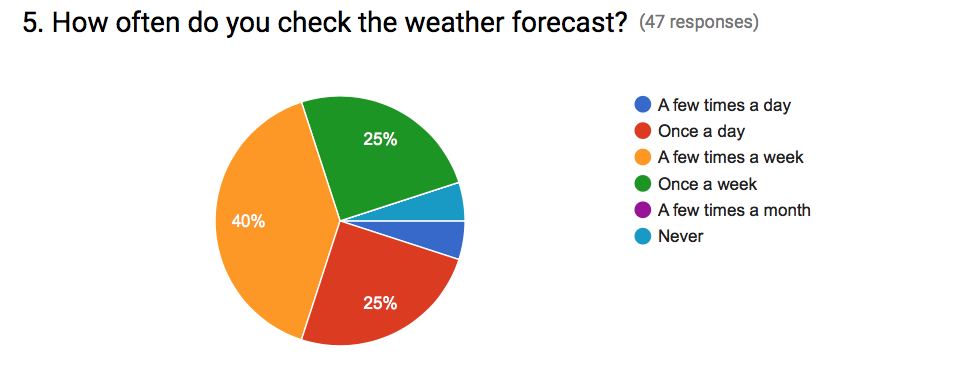 5. How often do you check the weather forecast? (47 responses)
25%
40%
25%
A few times a day
Once a day
A few times a week
Once a week
A few times a month
Never